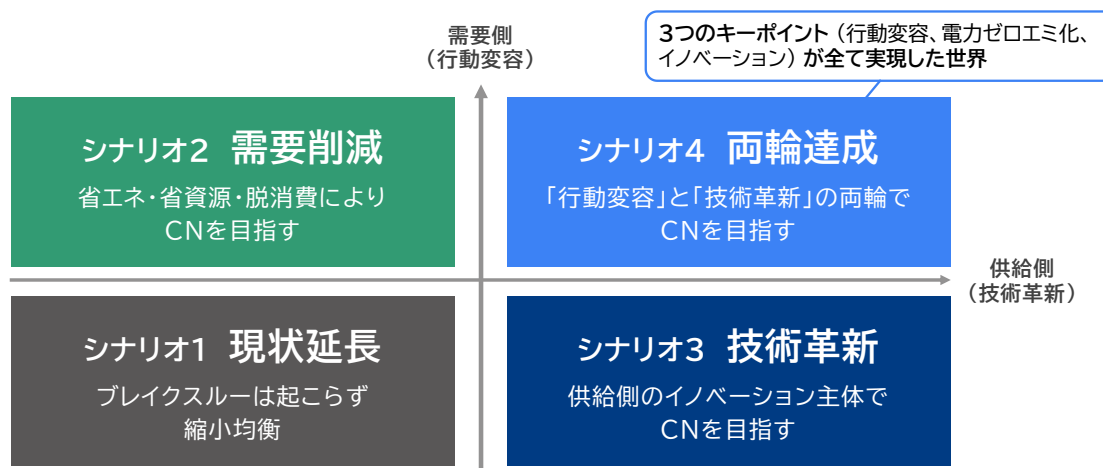 需要側
（行動変容）
3つのキーポイント（行動変容、電力ゼロエミ化、
イノベーション）が全て実現した世界
シナリオ2 需要削減
省エネ・省資源・脱消費により
CNを目指す
シナリオ4 両輪達成
「行動変容」と「技術革新」の両輪で
CNを目指す
供給側
（技術革新）
シナリオ1 現状延長
ブレイクスルーは起こらず
縮小均衡
シナリオ3 技術革新
供給側のイノベーション主体で
CNを目指す